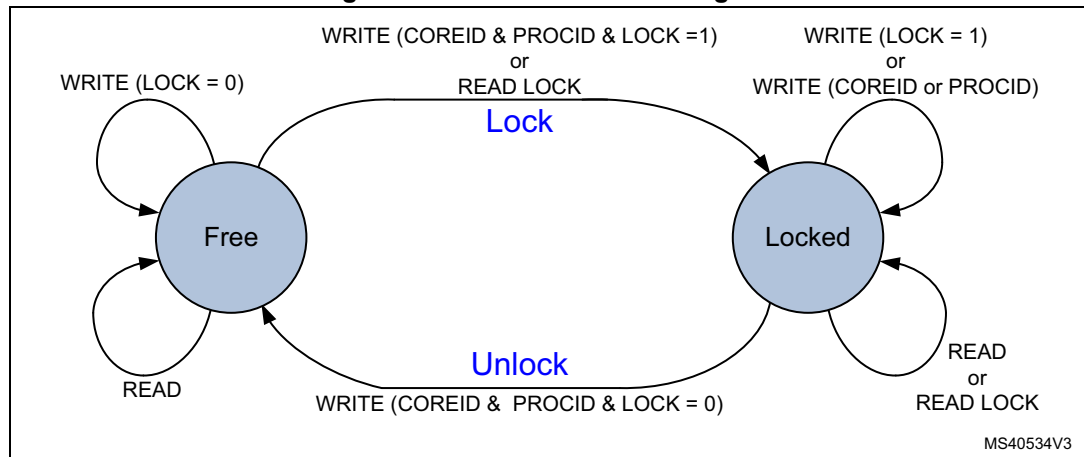 WRITE (COREID & PROCID & LOCK =1)
or
READ LOCK
Lock
WRITE (LOCK = 1)
or
WRITE (COREID or PROCID)
WRITE (LOCK = 0)
Free
Locked
READ
Unlock
WRITE (COREID & PROCID & LOCK = 0)
READ
or
READ LOCK
MS40534V3